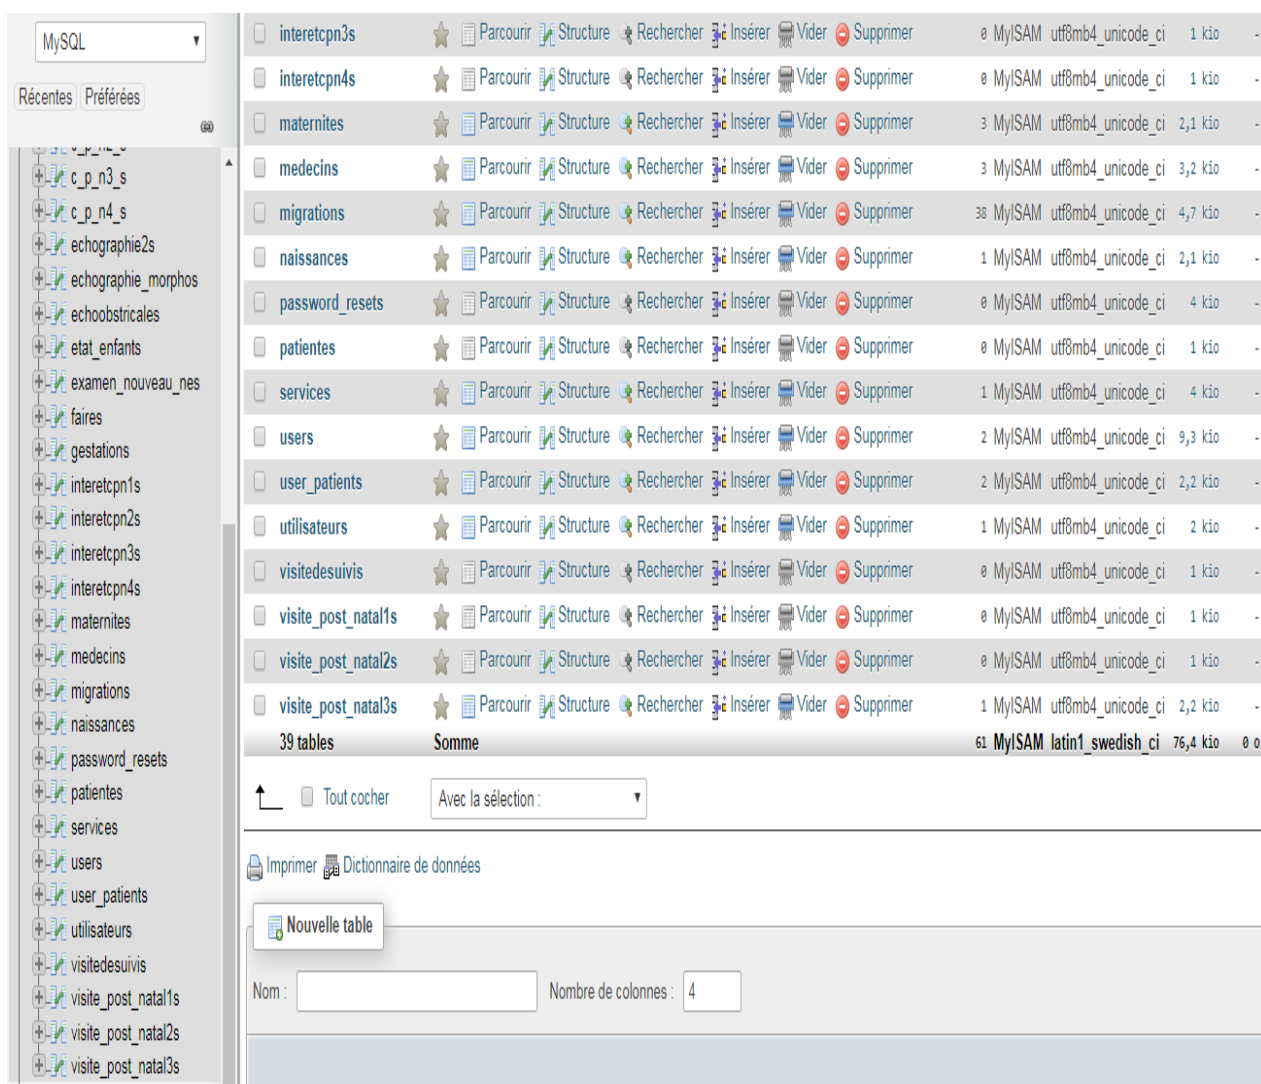 MySQL
Récentes Préférées
c_p_n3_s
c_p_n4_s
echographie2s
echographie_morphos
echoobstricales
etat_enfants
examen_nouveau_nes
faires
gestations
interetcpn1s
interetcpn2s
interetcpn3s
interetcpn4s
maternites
medecins
migrations
naissances
password_resets
patientes
services
users
user_patients
utilisateurs
visitedesuivis
visite_post_natal1s
visite_post_natal2s
visite_post_natal3s
interetcpn3s Parcourir Structure Rechercher Insérer Vider Supprimer 0 MyISAM utf8mb4_unicode_ci 1 kio -
interetcpn4s Parcourir Structure Rechercher Insérer Vider Supprimer 0 MyISAM utf8mb4_unicode_ci 1 kio -
maternites Parcourir Structure Rechercher Insérer Vider Supprimer 3 MyISAM utf8mb4_unicode_ci 2,1 kio -
medecins Parcourir Structure Rechercher Insérer Vider Supprimer 3 MyISAM utf8mb4_unicode_ci 3,2 kio -
migrations Parcourir Structure Rechercher Insérer Vider Supprimer 38 MyISAM utf8mb4_unicode_ci 4,7 kio -
naissances Parcourir Structure Rechercher Insérer Vider Supprimer 1 MyISAM utf8mb4_unicode_ci 2,1 kio -
password_resets Parcourir Structure Rechercher Insérer Vider Supprimer 0 MyISAM utf8mb4_unicode_ci 4 kio -
patientes Parcourir Structure Rechercher Insérer Vider Supprimer 0 MyISAM utf8mb4_unicode_ci 1 kio -
services Parcourir Structure Rechercher Insérer Vider Supprimer 1 MyISAM utf8mb4_unicode_ci 4 kio -
users Parcourir Structure Rechercher Insérer Vider Supprimer 2 MyISAM utf8mb4_unicode_ci 9,3 kio -
user_patients Parcourir Structure Rechercher Insérer Vider Supprimer 2 MyISAM utf8mb4_unicode_ci 2,2 kio -
utilisateurs Parcourir Structure Rechercher Insérer Vider Supprimer 1 MyISAM utf8mb4_unicode_ci 2 kio -
visitedesuivis Parcourir Structure Rechercher Insérer Vider Supprimer 0 MyISAM utf8mb4_unicode_ci 1 kio -
visite_post_natal1s Parcourir Structure Rechercher Insérer Vider Supprimer 0 MyISAM utf8mb4_unicode_ci 1 kio -
visite_post_natal2s Parcourir Structure Rechercher Insérer Vider Supprimer 0 MyISAM utf8mb4_unicode_ci 1 kio -
visite_post_natal3s Parcourir Structure Rechercher Insérer Vider Supprimer 1 MyISAM utf8mb4_unicode_ci 2,2 kio -
39 tables Somme 61 MyISAM latin1_swedish_ci 76,4 kio 0 o
Tout cocher Avec la sélection :
Imprimer Dictionnaire de données
Nouvelle table
Nom : Nombre de colonnes : 4